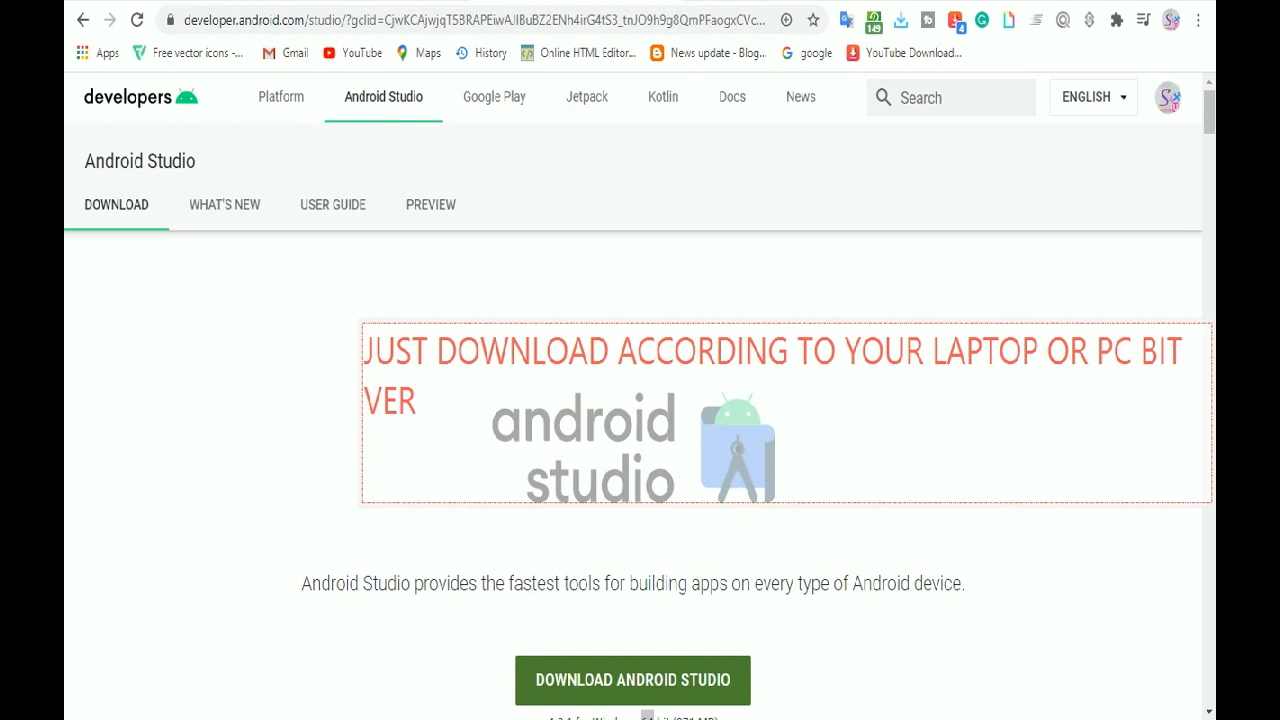 developer.android.com/studio/?gclid=CjwKCAjwjqT5BRAPEiwAJlBuBZ2ENh4irG4tS3_tnJO9h9g8QmPFaogxCYc...
149
4
Apps
Free vector icons -...
Gmail
YouTube
Maps
History
Online HTML Editor...
News update - Blog...
google
YouTube Download...
developers
Platform
Android Studio
Google Play
Jetpack
Kotlin
Docs
News
Search
ENGLISH
Android Studio
DOWNLOAD
WHAT'S NEW
USER GUIDE
PREVIEW
JUST DOWNLOAD ACCORDING TO YOUR LAPTOP OR PC BIT
VER
android
studio
Android Studio provides the fastest tools for building apps on every type of Android device.
DOWNLOAD ANDROID STUDIO